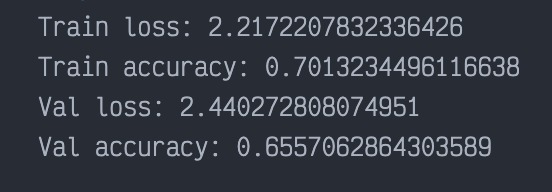 Train loss: 2.2172207832336426
Train accuracy: 0.7013234496116638
Val loss: 2.440272808074951
Val accuracy: 0.6557062864303589